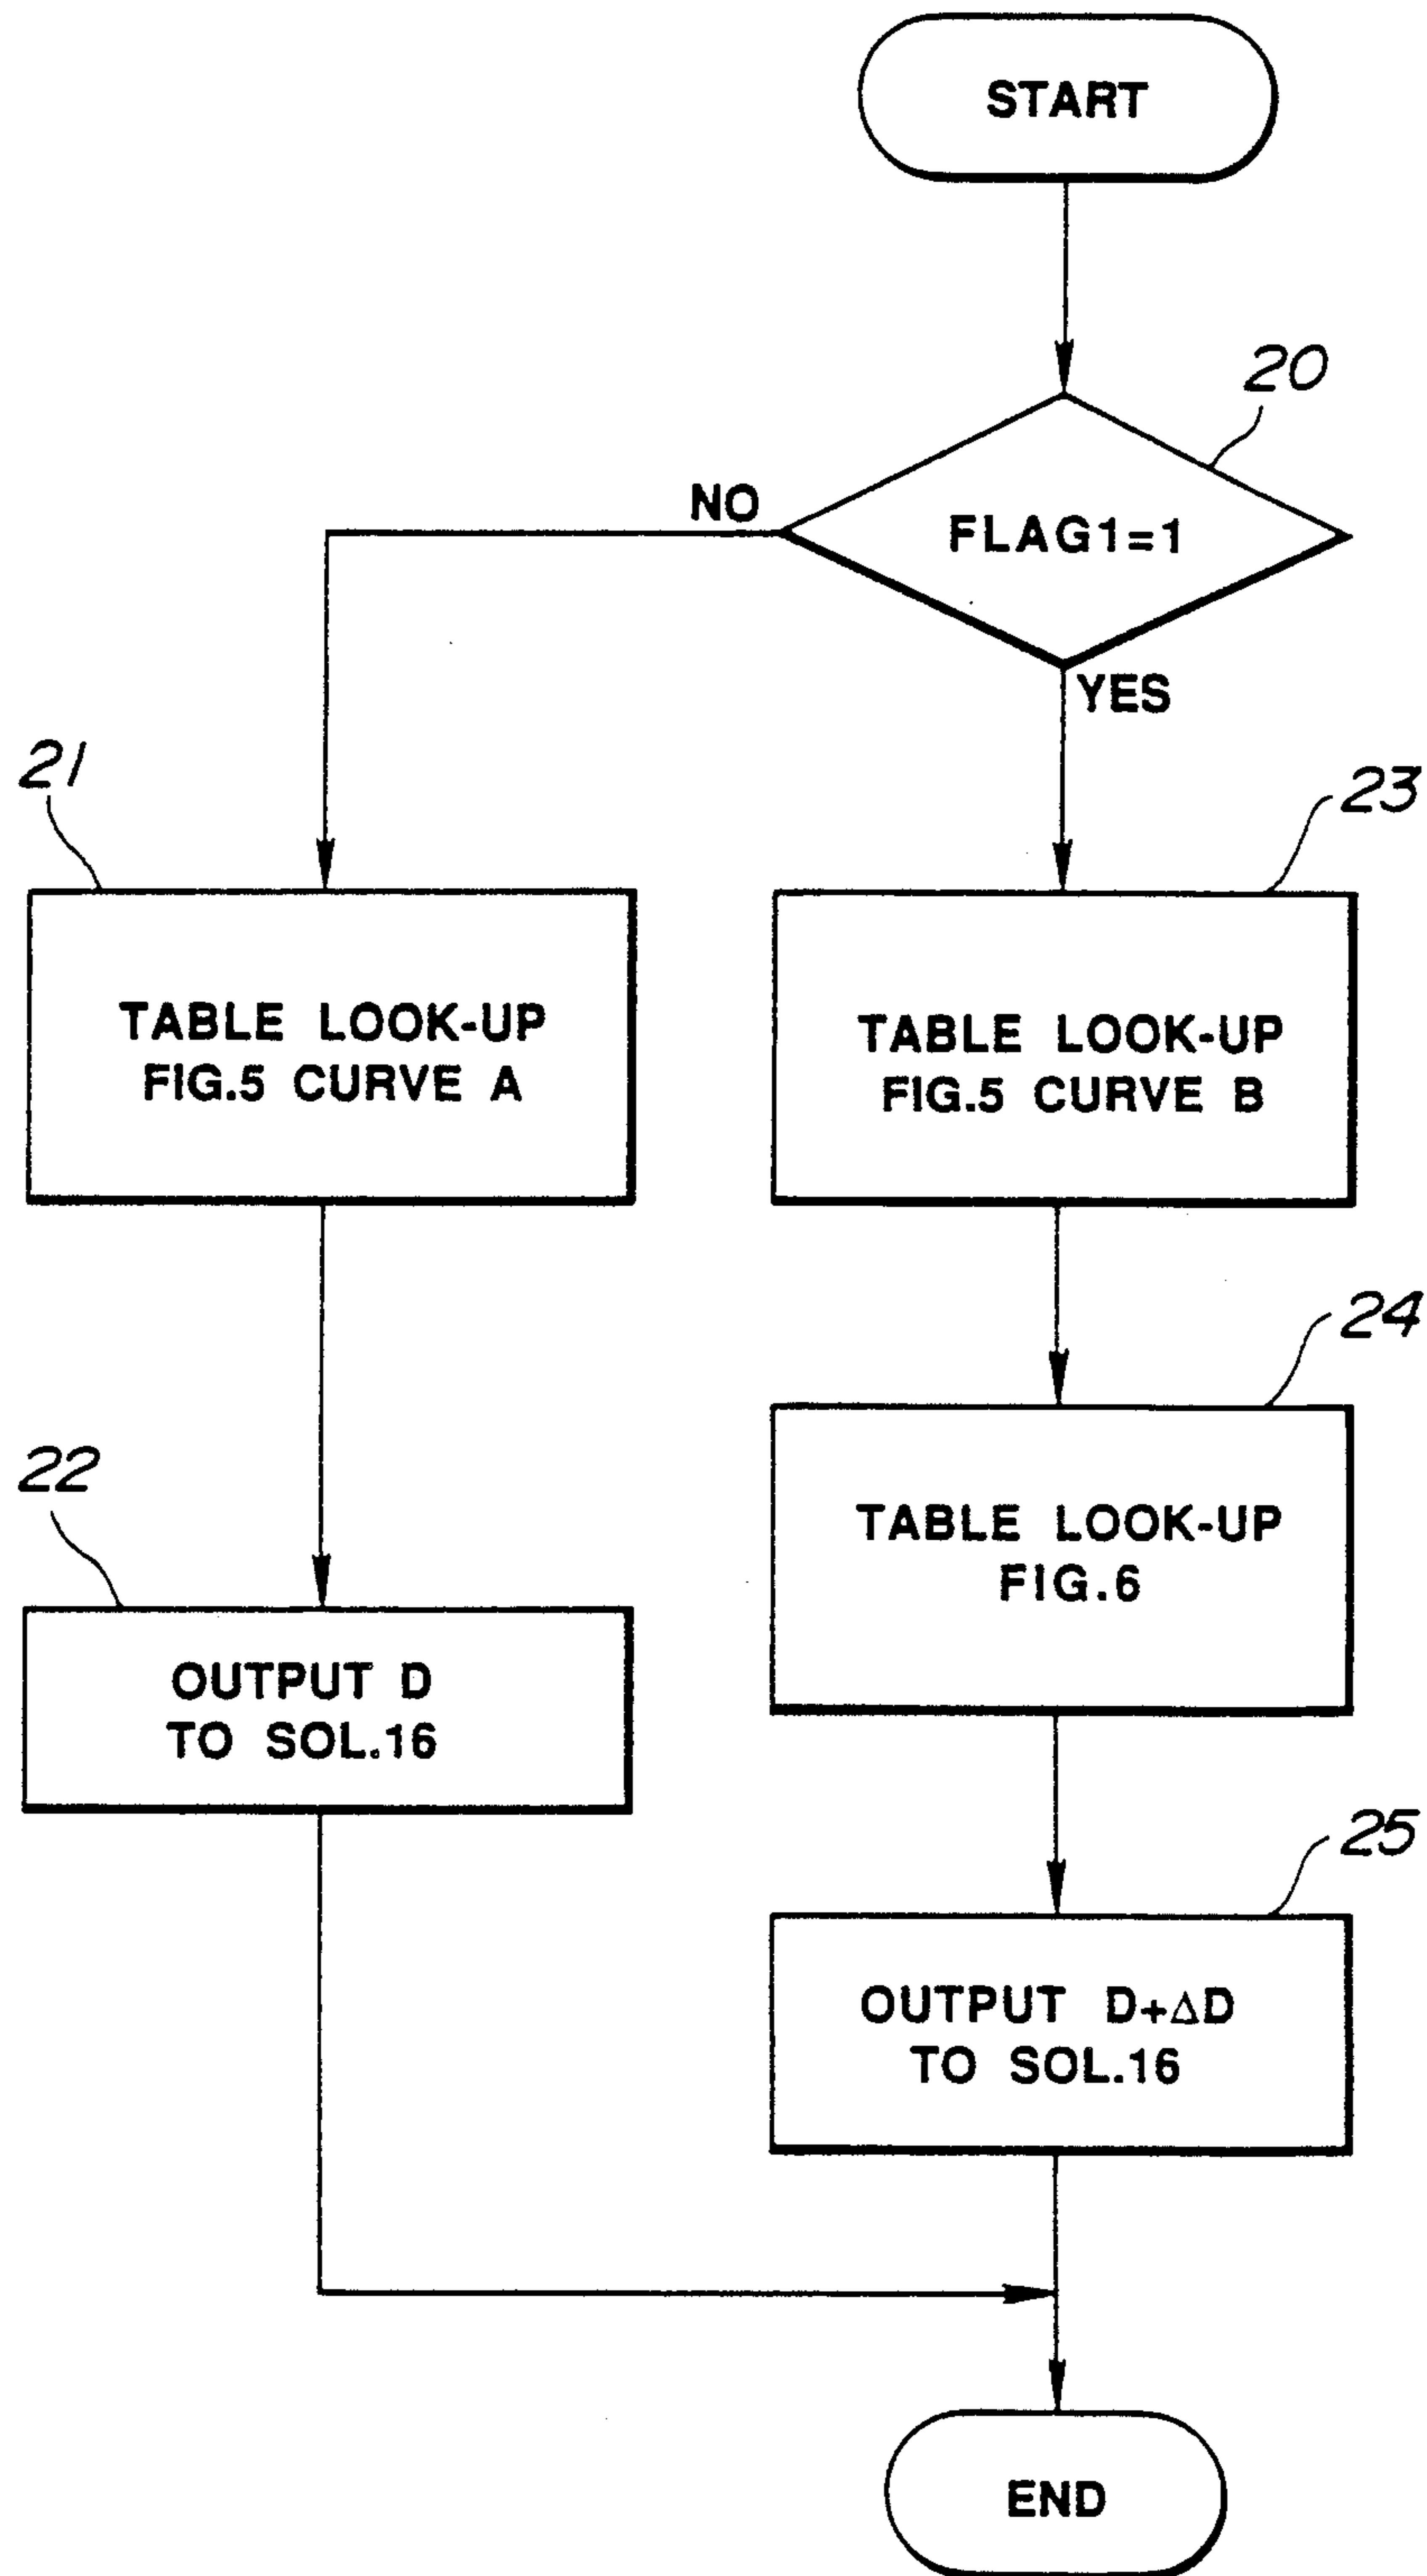 START
20
FLAG1=1
NO
YES
21
TABLE LOOK-UP
FIG.5 CURVE A
23
TABLE LOOK-UP
FIG.5 CURVE B
24
TABLE LOOK-UP
FIG.6
22
OUTPUT D
TO SOL.16
25
OUTPUT D+ΔD
TO SOL.16
END